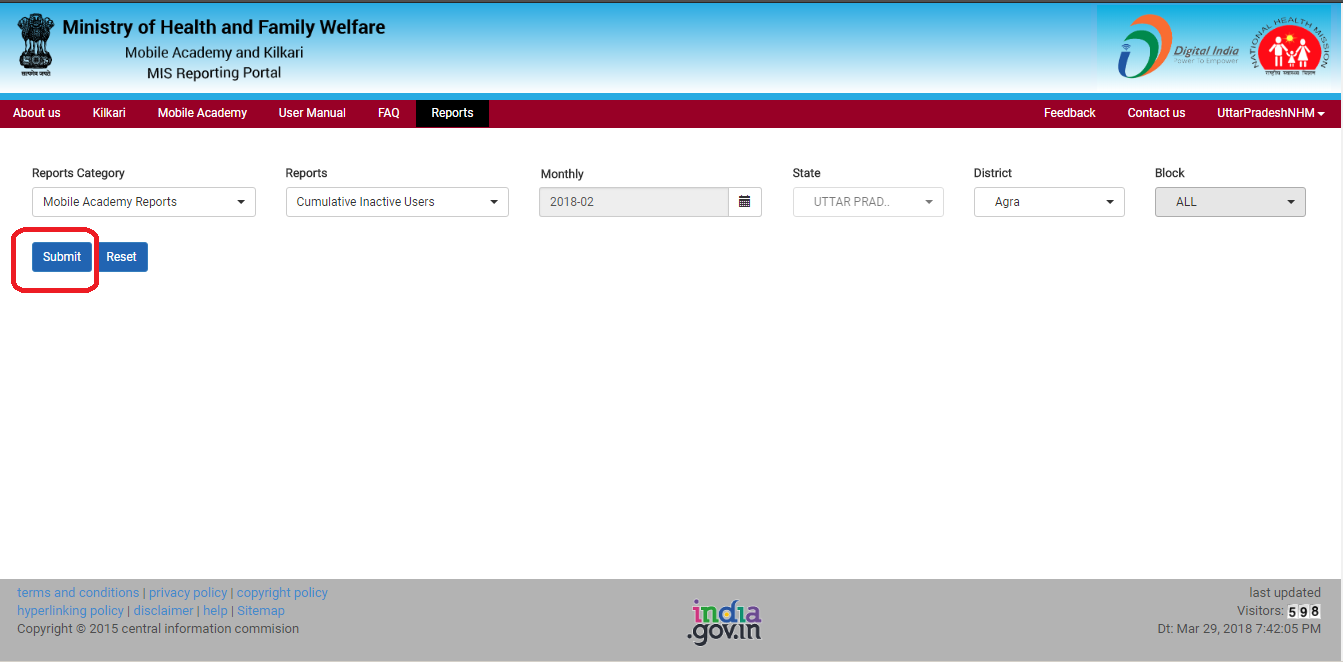 Ministry of Health and Family Welfare
Mobile Academy and Kilkari
MIS Reporting Portal
सत्यमेव जयते
Digital India
Power To Empower
NATIONAL HEALTH MISSION
राष्ट्रीय स्वास्थ्य मिशन
About us Kilkari Mobile Academy User Manual FAQ Reports Feedback Contact us UttarPradeshNHM
Reports Category Reports Monthly State District Block
Mobile Academy Reports Cumulative Inactive Users 2018-02 UTTAR PRAD.. Agra ALL
Submit Reset
terms and conditions | privacy policy | copyright policy
hyperlinking policy | disclaimer | help | Sitemap
Copyright © 2015 central information commision
india
.gov.in
last updated
Visitors: 598
Dt: Mar 29, 2018 7:42:05 PM